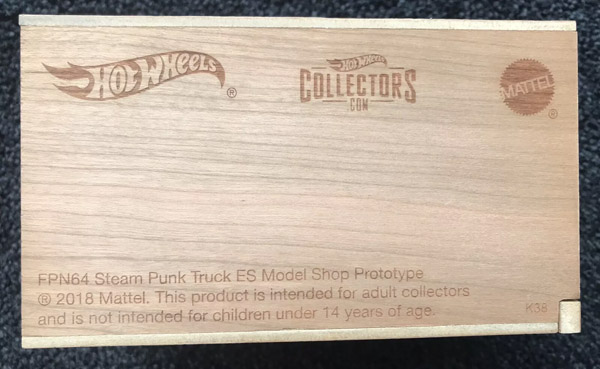 HOT WHEELS ®
HOT WHEELS
COLLECTORS
COM
MATTEL ®
FPN64 Steam Punk Truck ES Model Shop Prototype
® 2018 Mattel. This product is intended for adult collectors
and is not intended for children under 14 years of age.
K38